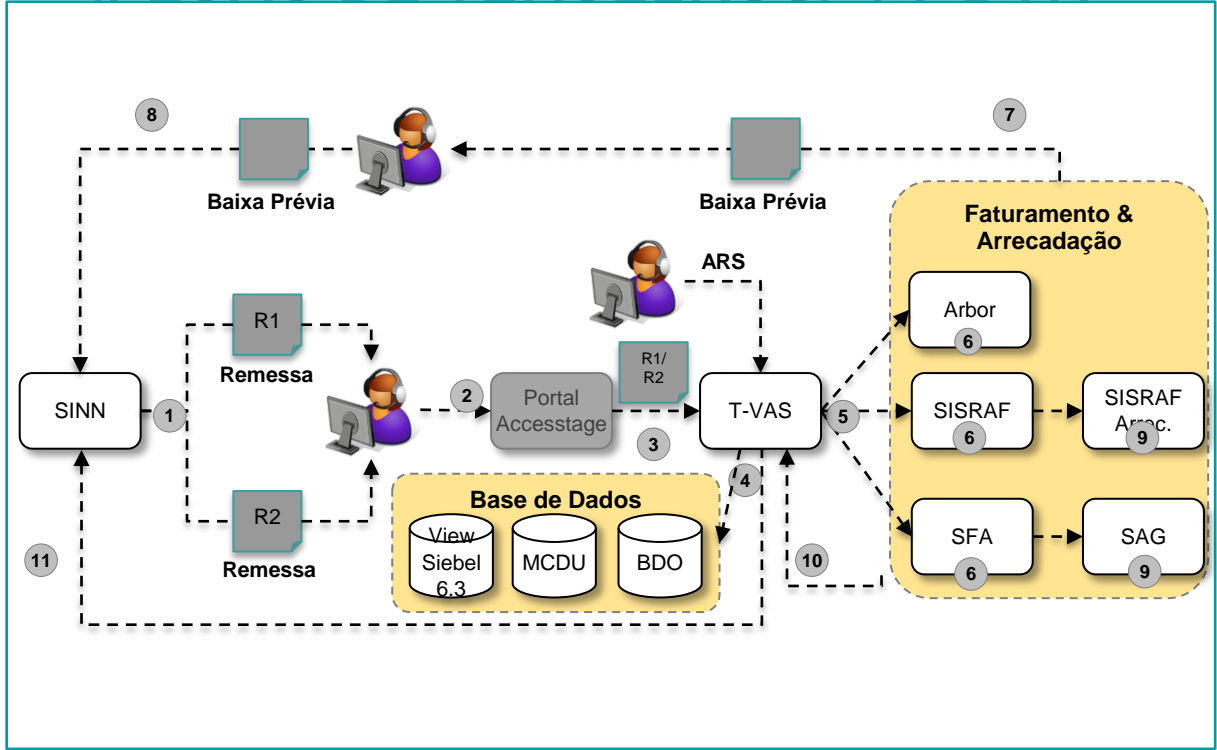 8
7
Baixa Prévia
Baixa Prévia
Faturamento &
Arrecadação
ARS
R1
Remessa
Arbor
6
R1/
R2
SINN
1
2
Portal
Accesstage
3
T-VAS
5
SISRAF
6
SISRAF
Arrec.
9
4
R2
Remessa
Base de Dados
View
Siebel
6.3
MCDU
BDO
10
SFA
6
SAG
9
11